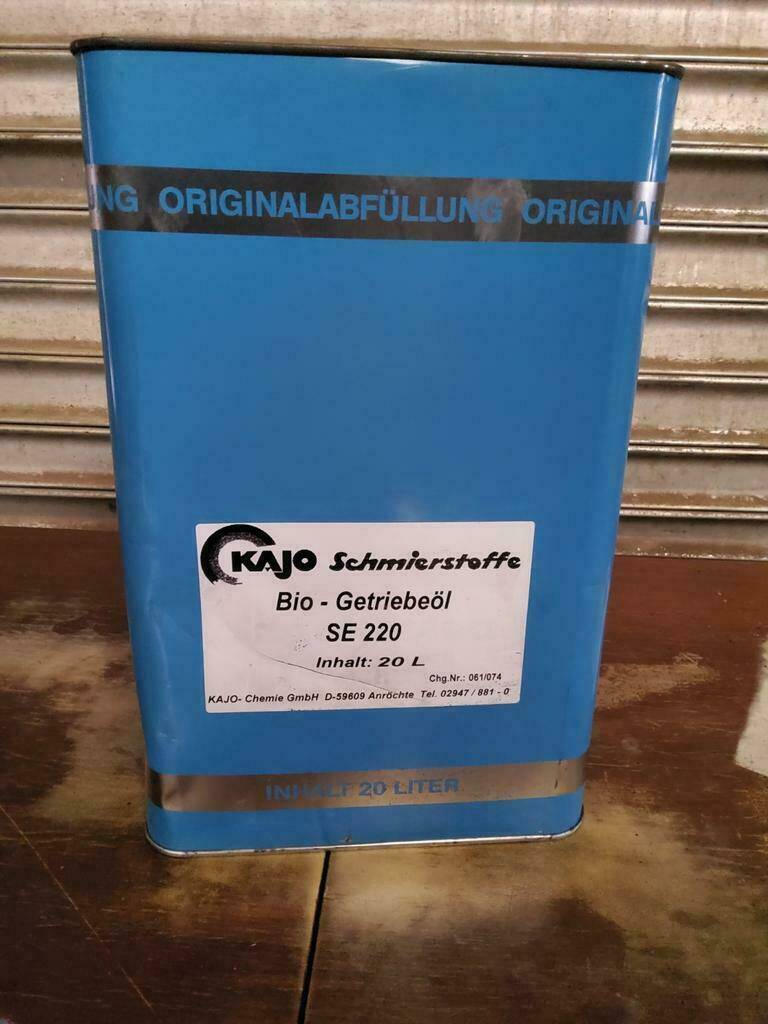 NG ORIGINALABFÜLLUNG ORIGINAL
KAJO Schmierstoffe
Bio - Getriebeöl
SE 220
Inhalt: 20 L
Chg.Nr.: 061/074
KAJO- Chemie GmbH D-59609 Anröchte Tel. 02947 / 881 - 0
INHALT 20 LITER